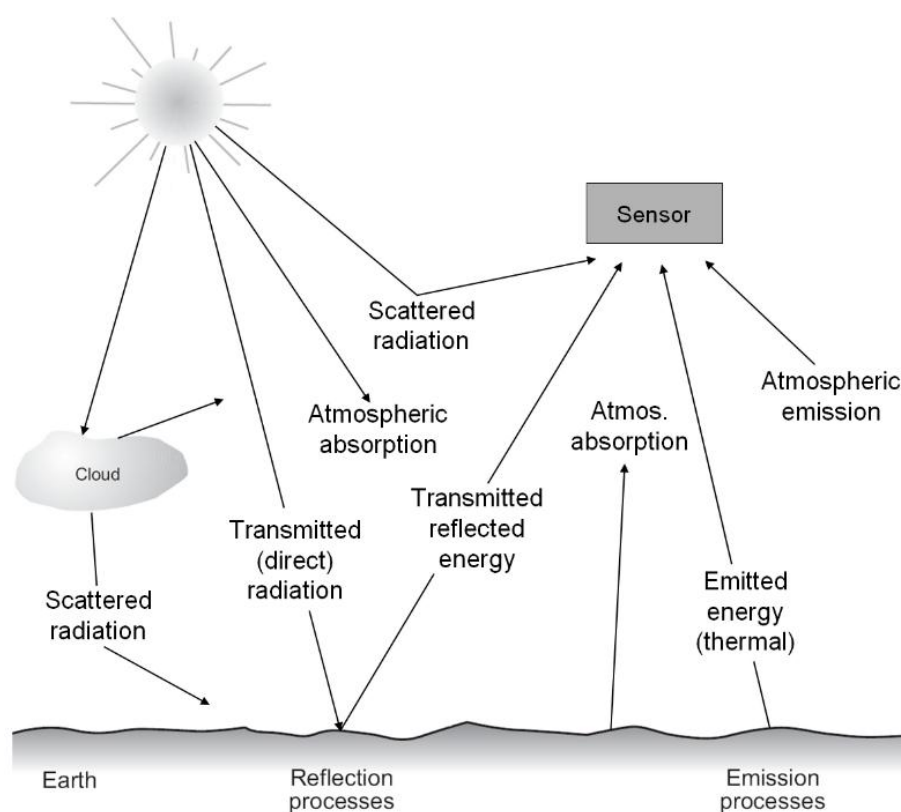 Sensor
Scattered
radiation
Atmospheric
emission
Atmospheric
absorption
Atmos.
absorption
Cloud
Transmitted
reflected
energy
Transmitted
(direct)
radiation
Emitted
energy
(thermal)
Scattered
radiation
Earth
Reflection
processes
Emission
processes